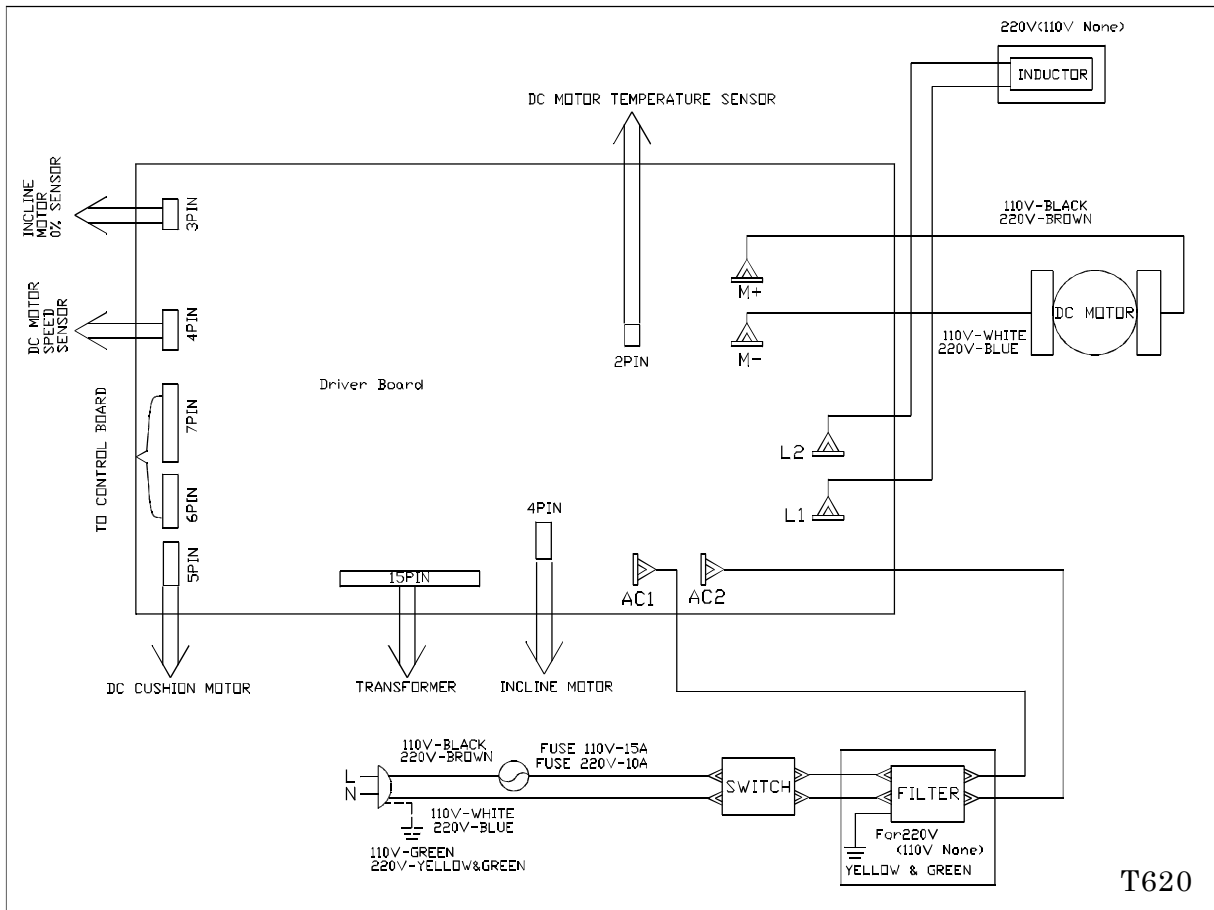 220V(110V None)
INDUCTOR
DC MOTOR TEMPERATURE SENSOR
INCLINE
MOTOR
0% SENSOR
3PIN
110V-BLACK
220V-BROWN
M+
DC MOTOR
SPEED
SENSOR
4PIN
DC MOTOR
110V-WHITE
220V-BLUE
M-
2PIN
Driver Board
TO CONTROL BOARD
7PIN
6PIN
L2
L1
4PIN
5PIN
15PIN
AC1
AC2
DC CUSHION MOTOR
TRANSFORMER
INCLINE MOTOR
110V-BLACK
220V-BROWN
FUSE 110V-15A
FUSE 220V-10A
L
N
SWITCH
FILTER
110V-WHITE
220V-BLUE
For220V
(110V None)
110V-GREEN
220V-YELLOW&GREEN
YELLOW & GREEN
T620